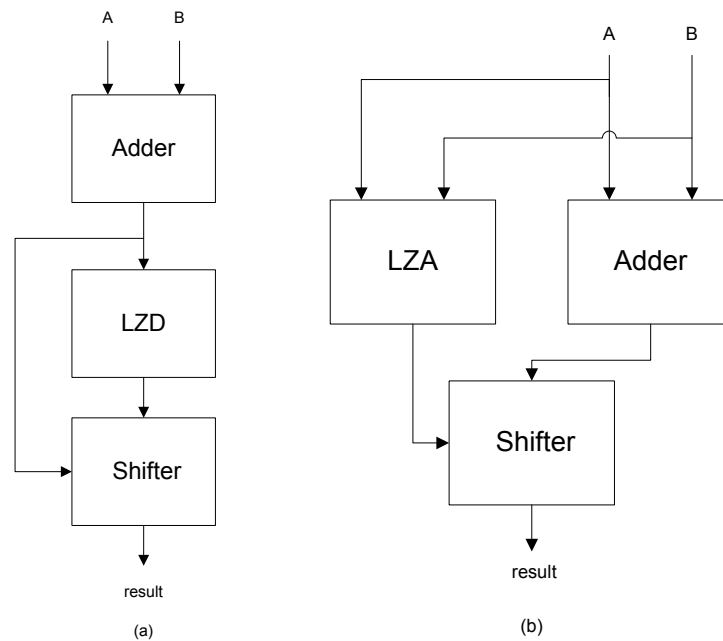 A B
Adder
LZD
Shifter
result
(a)
A B
LZA Adder
Shifter
result
(b)